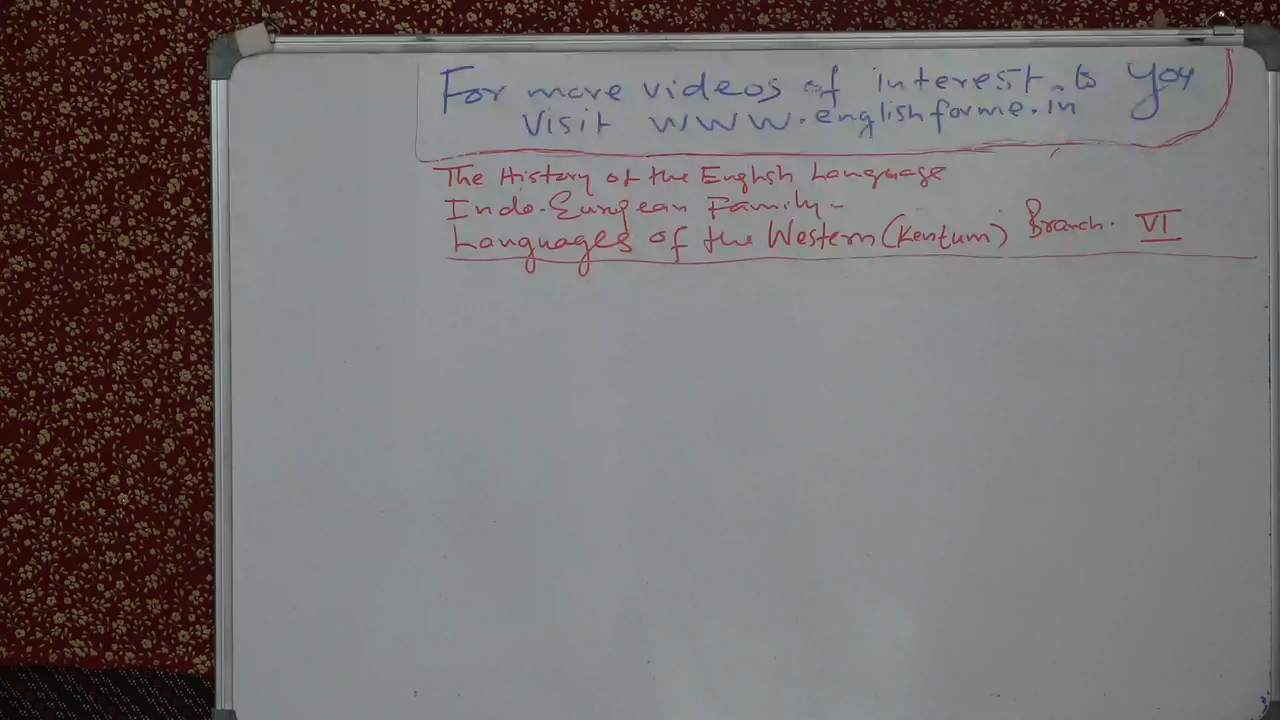 For more videos of interest to you
Visit www.englishforme.in
The History of the English Language
Indo-European Family-
Languages of the Western (Kentum) Branch. VI